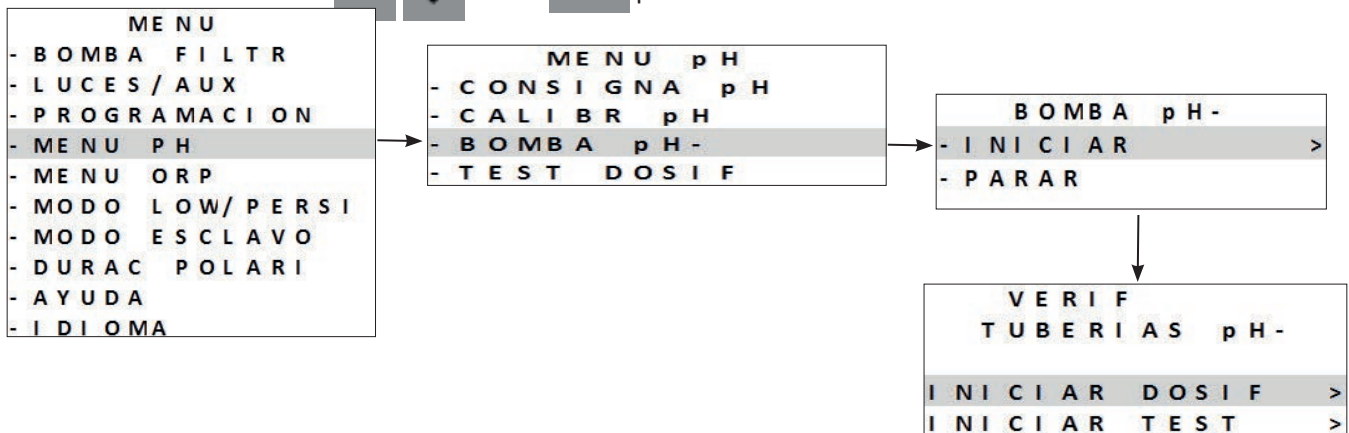 MENU
- BOMBA FILTR
- LUCES/AUX
- PROGRAMACION
- MENU PH
- MENU ORP
- MODO LOW/PERSI
- MODO ESCLAVO
- DURAC POLARI
- AYUDA
- IDIOMA
MENU pH
- CONSIGNA pH
- CALIBR pH
- BOMBA pH-
- TEST DOSIF
BOMBA pH-
- INICIAR >
- PARAR
VERIF
TUBERIAS pH-
INICIAR DOSIF >
INICIAR TEST >